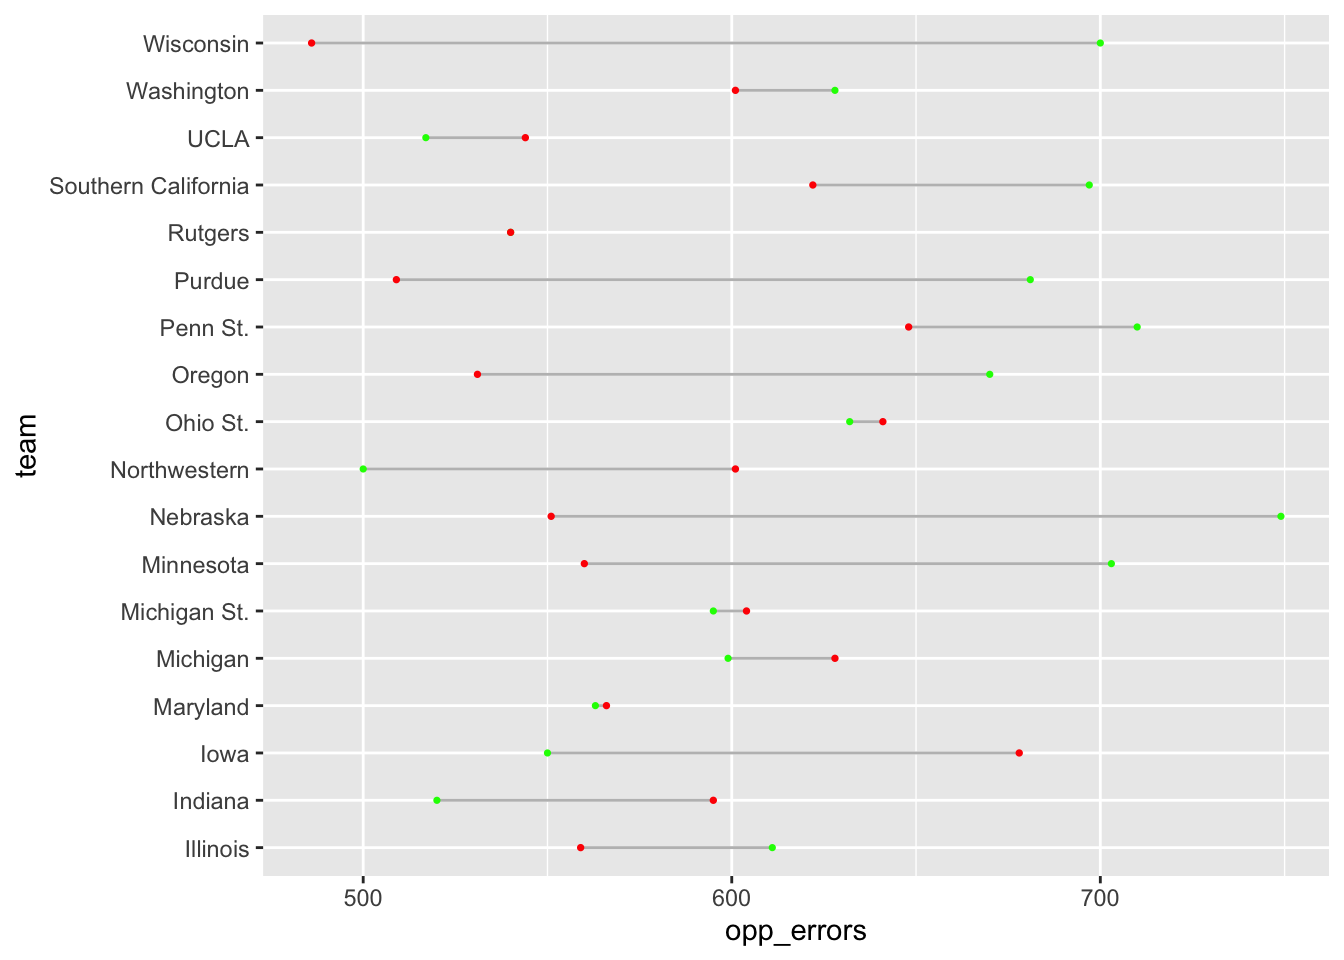 Wisconsin
Washington
UCLA
Southern California
Rutgers
Purdue
Penn St.
Oregon
Ohio St.
Northwestern
Nebraska
Minnesota
Michigan St.
Michigan
Maryland
Iowa
Indiana
Illinois
team
500 600 700
opp_errors